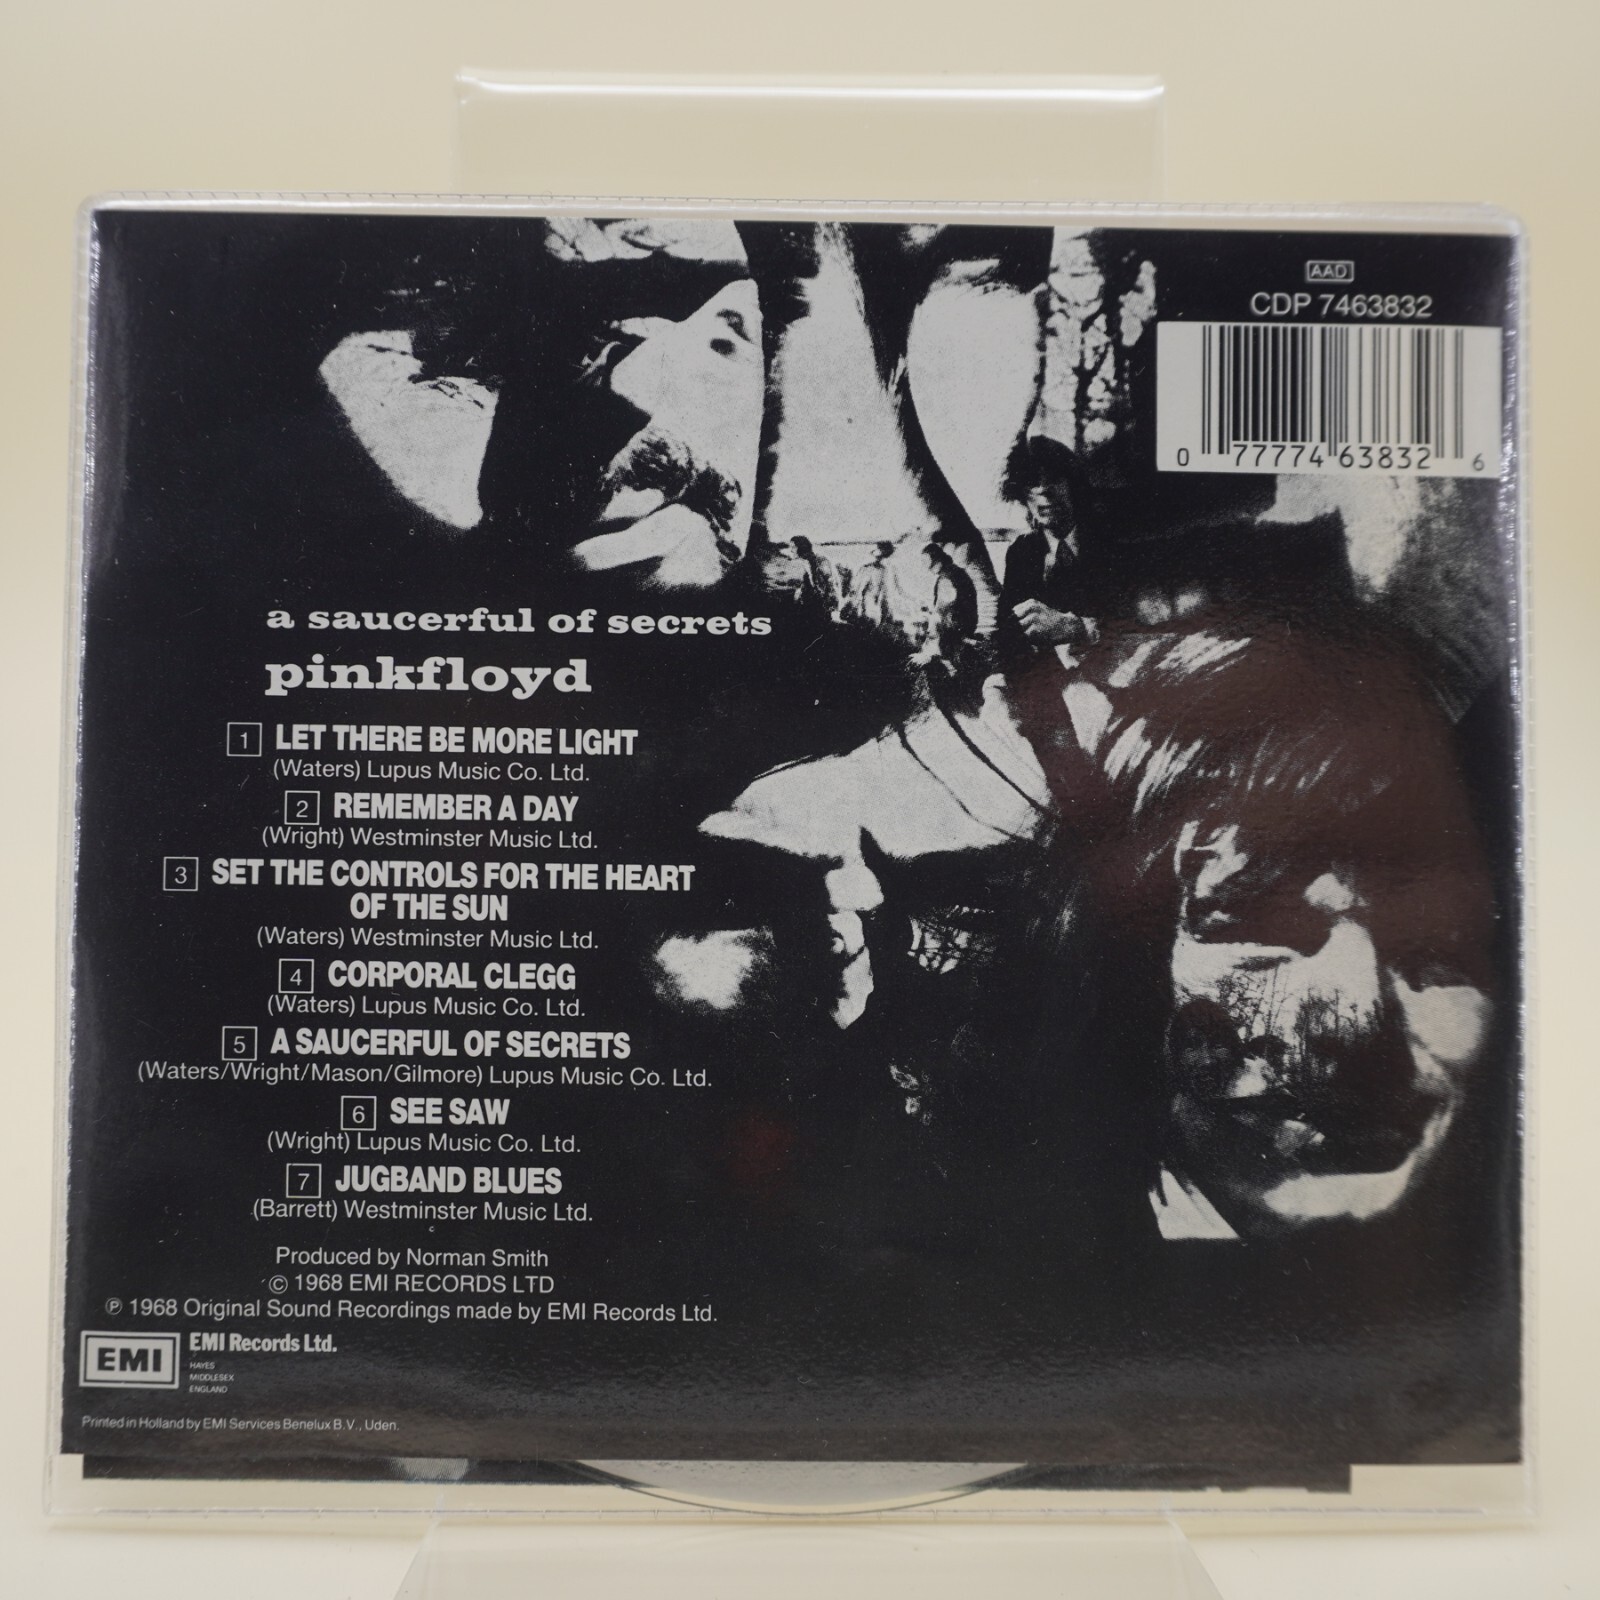 AAD
CDP 7463832
0 77774 63832 6
a saucerful of secrets
pinkfloyd
1 LET THERE BE MORE LIGHT
(Waters) Lupus Music Co. Ltd.
2 REMEMBER A DAY
(Wright) Westminster Music Ltd.
3 SET THE CONTROLS FOR THE HEART
OF THE SUN
(Waters) Westminster Music Ltd.
4 CORPORAL CLEGG
(Waters) Lupus Music Co. Ltd.
5 A SAUCERFUL OF SECRETS
(Waters/Wright/Mason/Gilmore) Lupus Music Co. Ltd.
6 SEE SAW
(Wright) Lupus Music Co. Ltd.
7 JUGBAND BLUES
(Barrett) Westminster Music Ltd.
Produced by Norman Smith
© 1968 EMI RECORDS LTD
℗ 1968 Original Sound Recordings made by EMI Records Ltd.
EMI
EMI Records Ltd.
HAYES
MIDDLESEX
ENGLAND
Printed in Holland by EMI Services Benelux B.V., Uden.